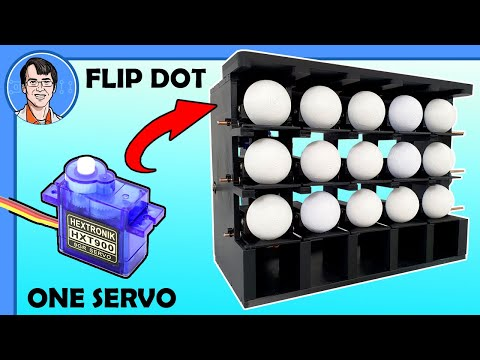 FLIP DOT
HEXTRONIK
HXT900
9GR SERVO
ONE SERVO